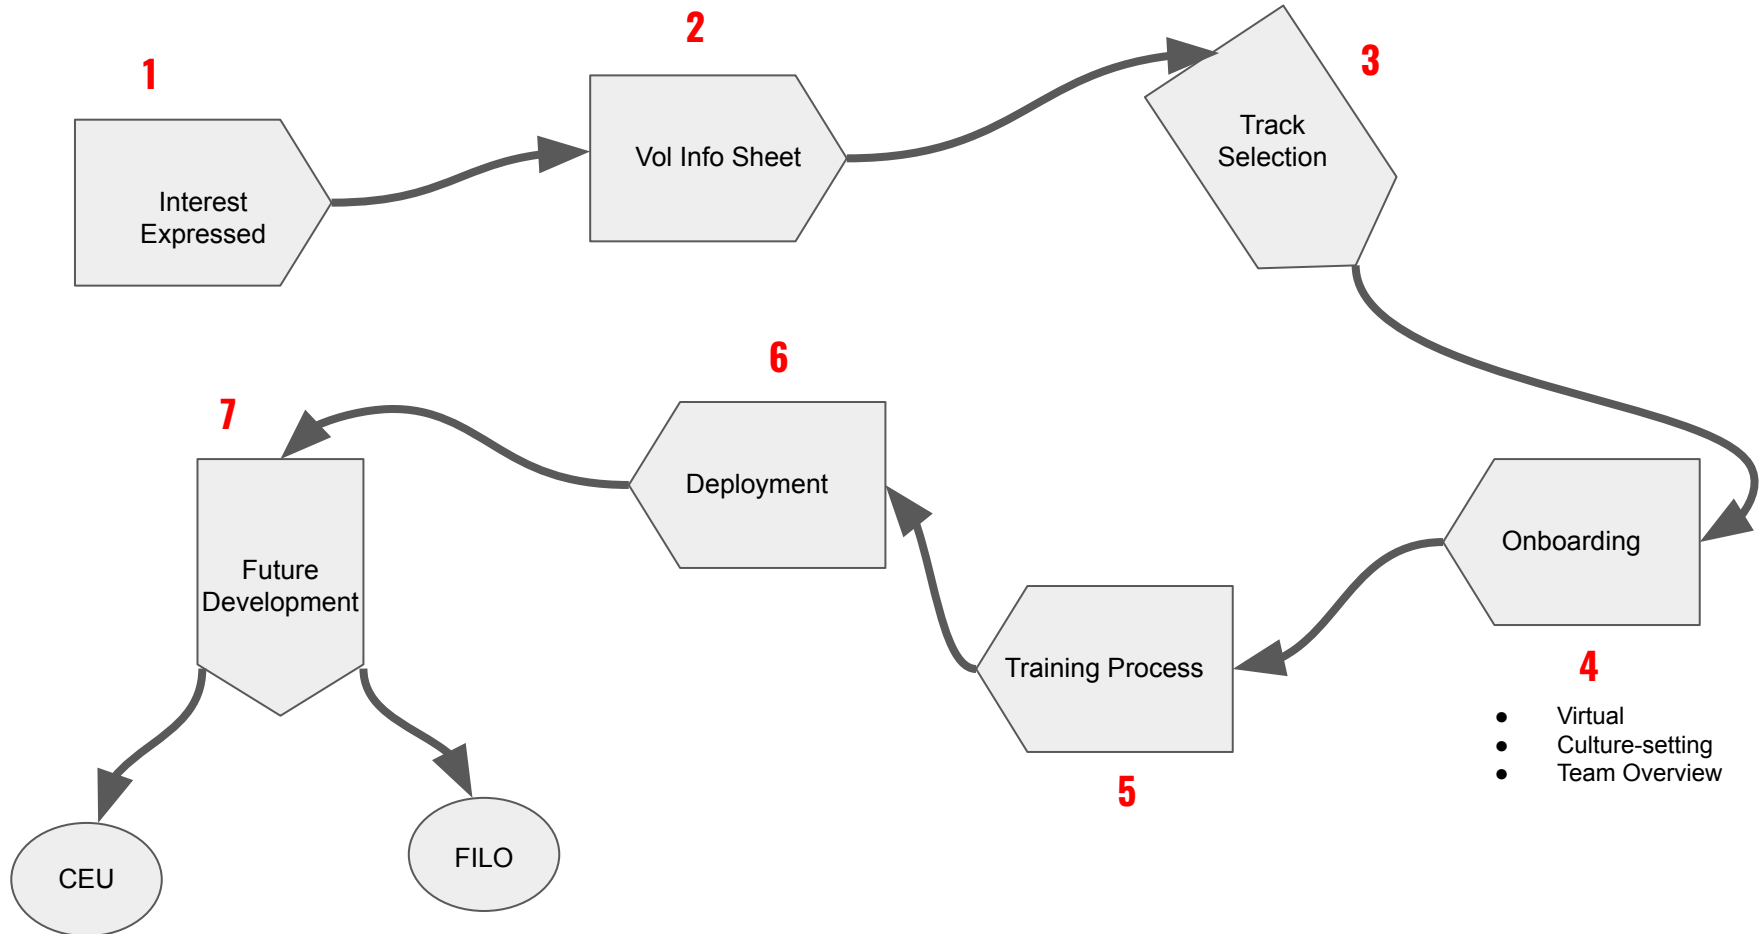 1
Interest
Expressed
2
Vol Info Sheet
3
Track
Selection
4
Onboarding
● Virtual
● Culture-setting
● Team Overview
5
Training Process
6
Deployment
7
Future
Development
CEU
FILO